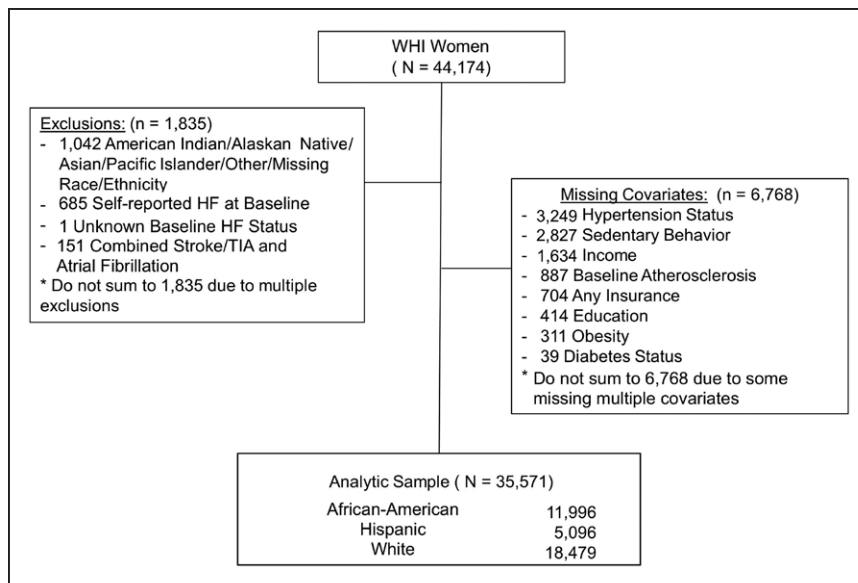 WHI Women
( N = 44,174)
Exclusions: (n = 1,835)
- 1,042 American Indian/Alaskan Native/
Asian/Pacific Islander/Other/Missing
Race/Ethnicity
- 685 Self-reported HF at Baseline
- 1 Unknown Baseline HF Status
- 151 Combined Stroke/TIA and
Atrial Fibrillation
* Do not sum to 1,835 due to multiple
exclusions
Missing Covariates: (n = 6,768)
- 3,249 Hypertension Status
- 2,827 Sedentary Behavior
- 1,634 Income
- 887 Baseline Atherosclerosis
- 704 Any Insurance
- 414 Education
- 311 Obesity
- 39 Diabetes Status
* Do not sum to 6,768 due to some
missing multiple covariates
Analytic Sample ( N = 35,571)
African-American 11,996
Hispanic 5,096
White 18,479